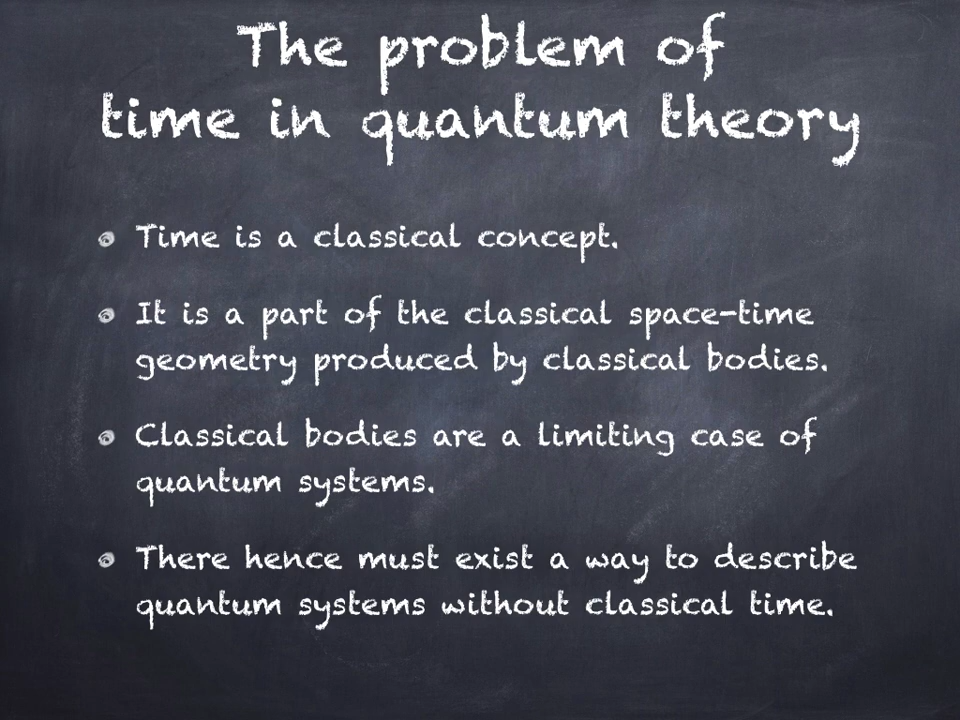 The problem of
time in quantum theory
Time is a classical concept.
It is a part of the classical space-time
geometry produced by classical bodies.
Classical bodies are a limiting case of
quantum systems.
There hence must exist a way to describe
quantum systems without classical time.